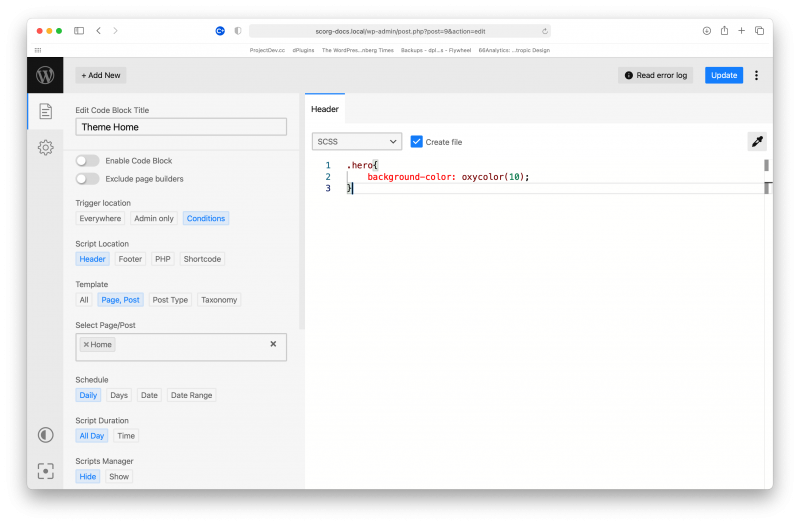 scorg-docs.local/wp-admin/post.php?post=9&action=edit
ProjectDev.cc dPlugins The WordPres...nberg Times Backups - dpl...s - Flywheel 66Analytics: ...tropic Design
+ Add New
Read error log
Update
Edit Code Block Title
Theme Home
Enable Code Block
Exclude page builders
Trigger location
Everywhere Admin only Conditions
Script Location
Header Footer PHP Shortcode
Template
All Page, Post Post Type Taxonomy
Select Page/Post
×Home ×
Schedule
Daily Days Date Date Range
Script Duration
All Day Time
Scripts Manager
Hide Show
Header
SCSS
Create file
1 .hero{
2 background-color: oxycolor(10);
3 }